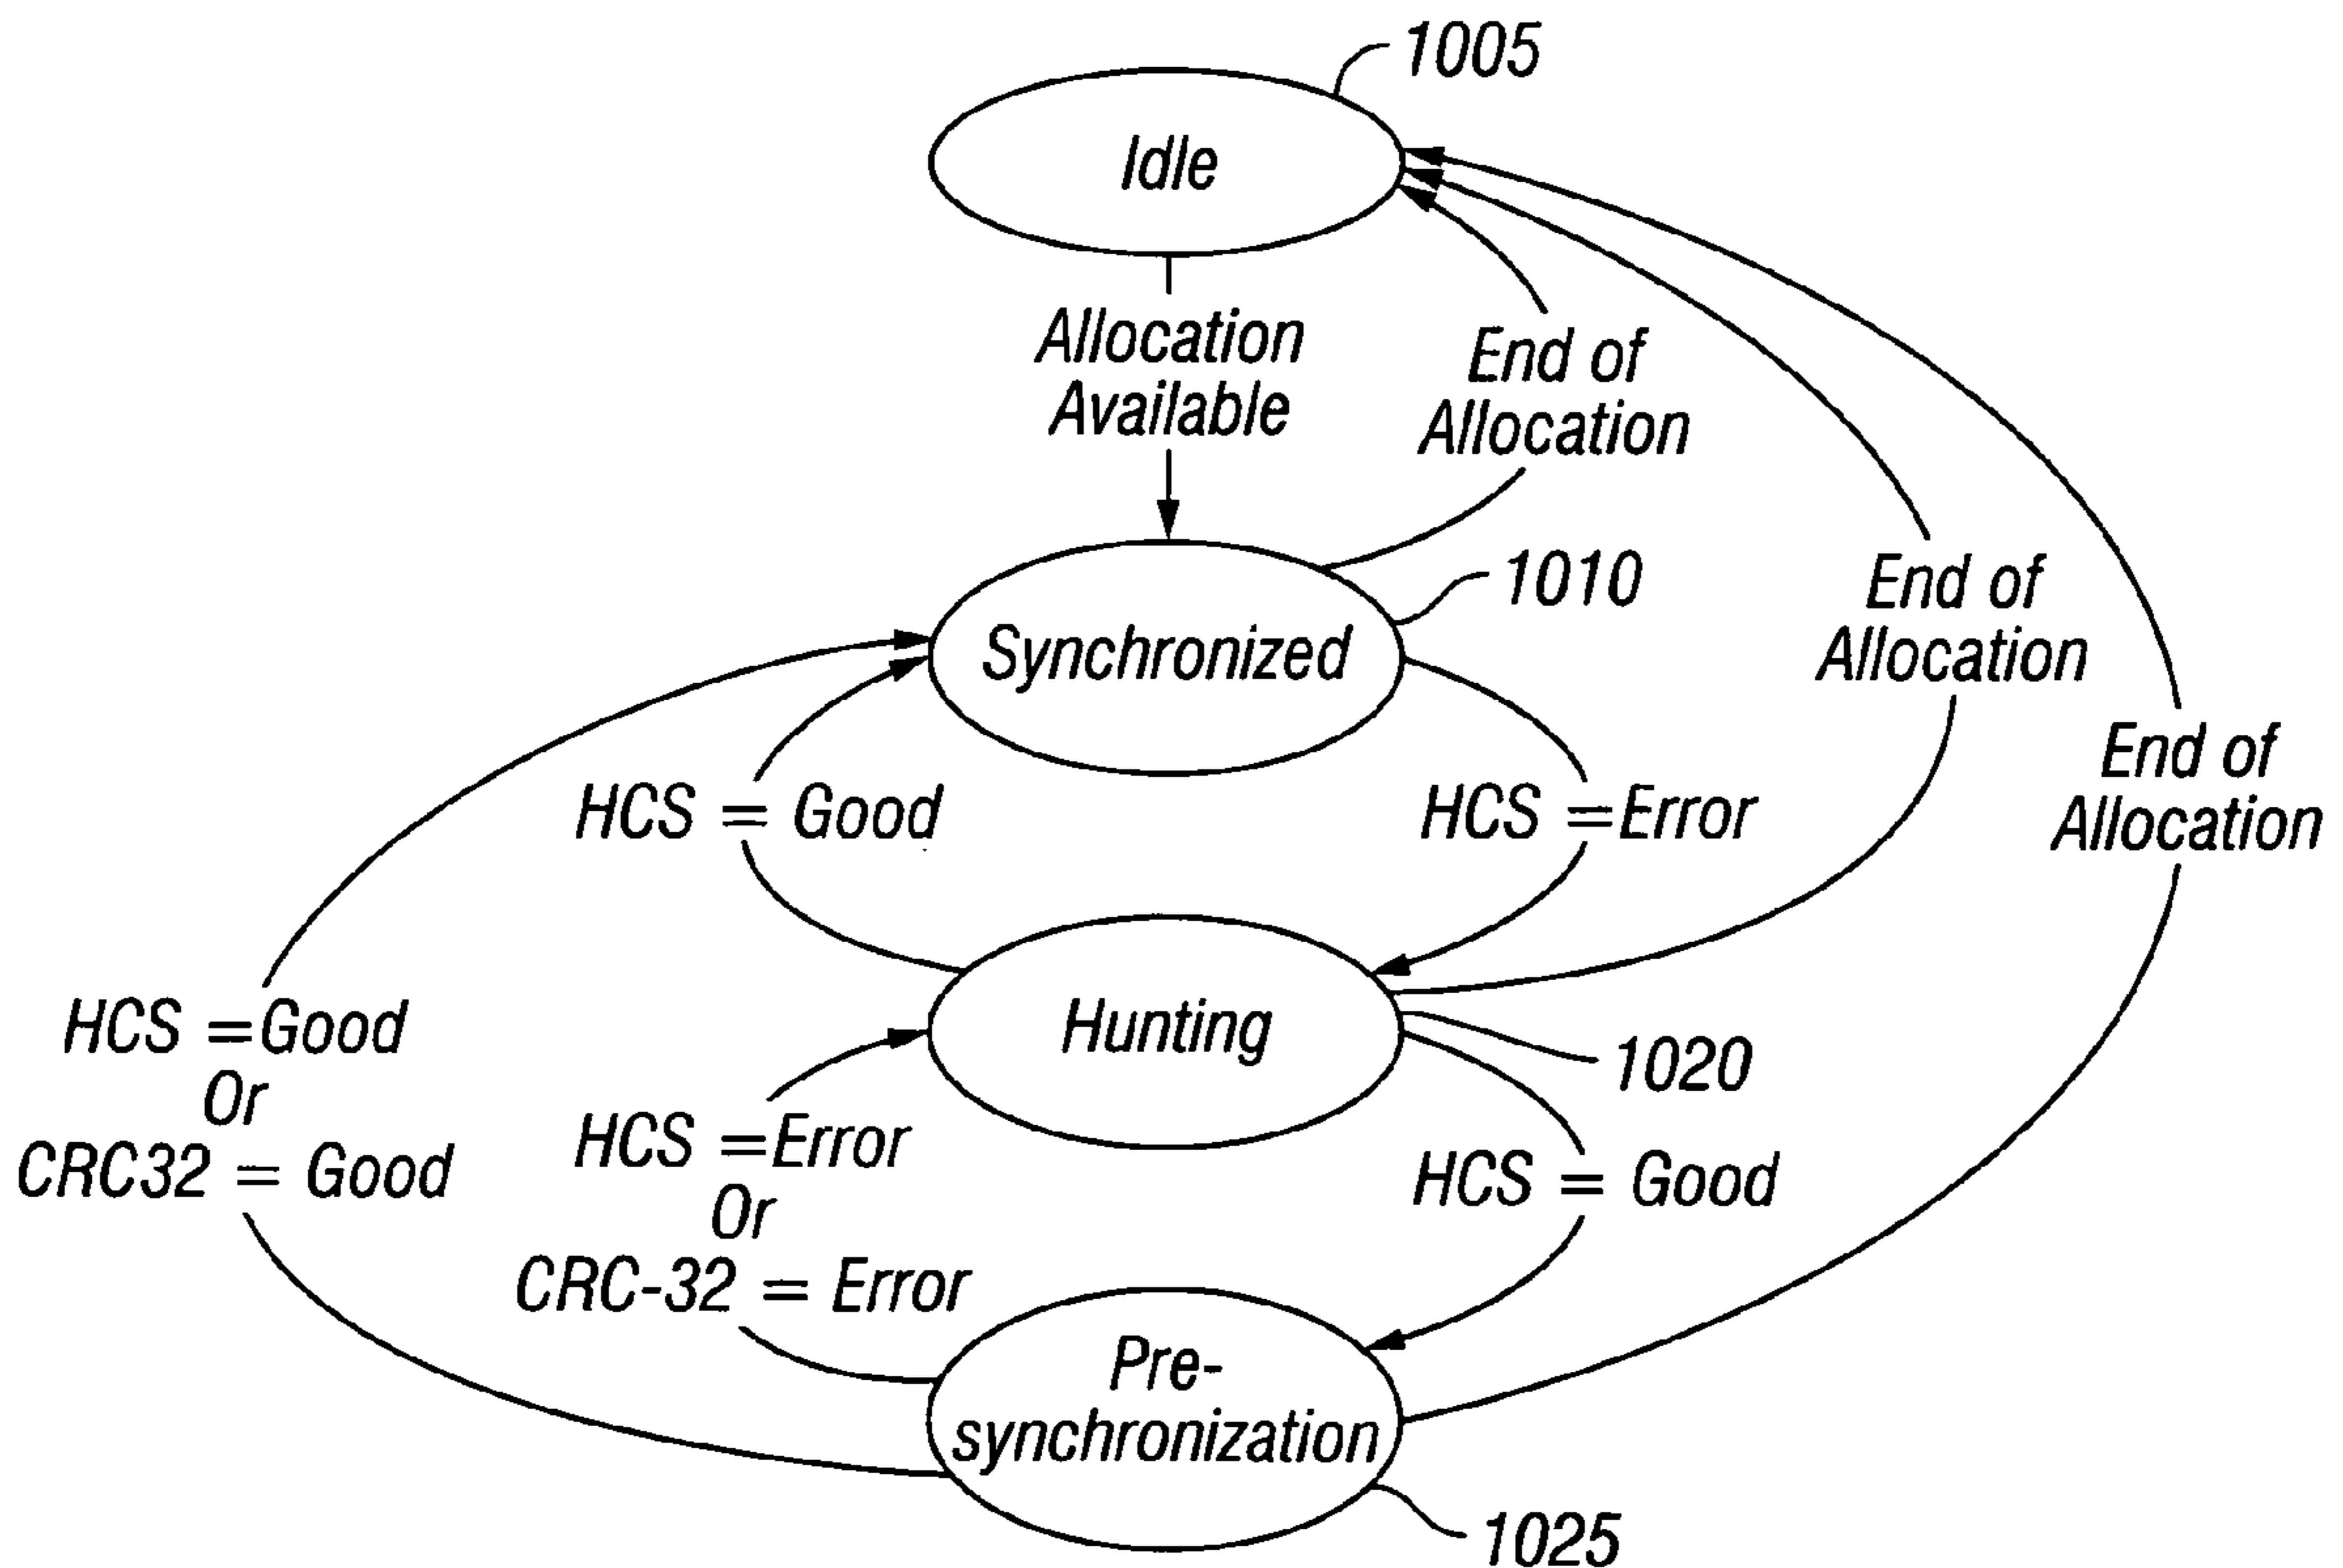 1005
Idle
Allocation
Available
End of
Allocation
1010
Synchronized
End of
Allocation
End of
Allocation
HCS = Good
HCS =Error
Hunting
1020
HCS =Good
Or
CRC32 = Good
HCS =Error
Or
CRC-32 = Error
HCS = Good
Pre-
synchronization
1025